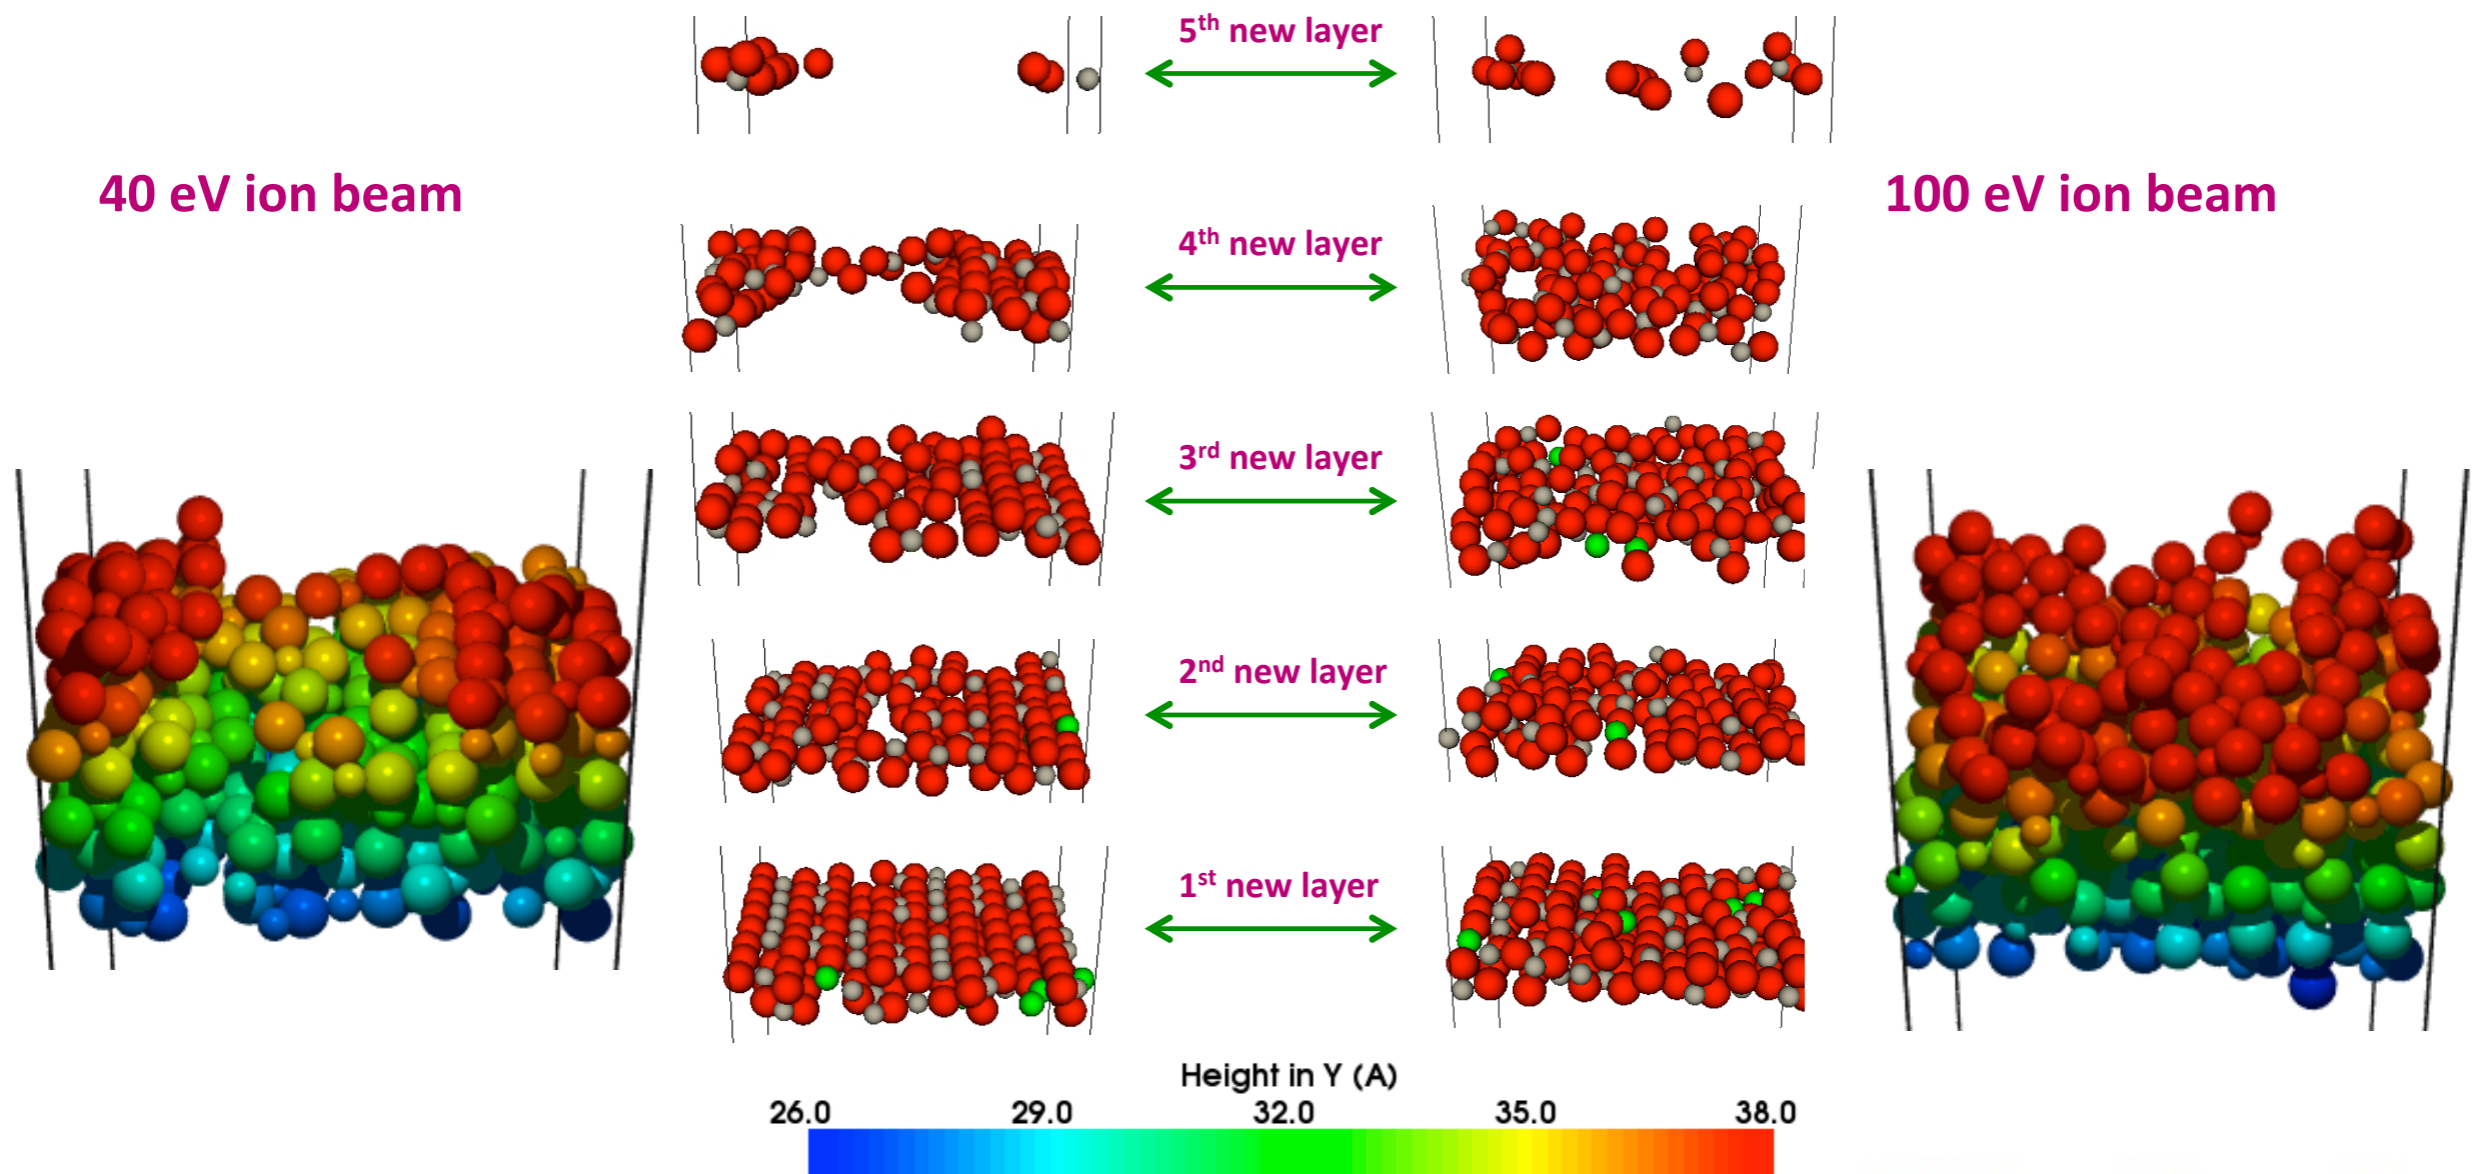 5th new layer
40 eV ion beam
100 eV ion beam
4th new layer
3rd new layer
2nd new layer
1st new layer
Height in Y (A)
26.0 29.0 32.0 35.0 38.0